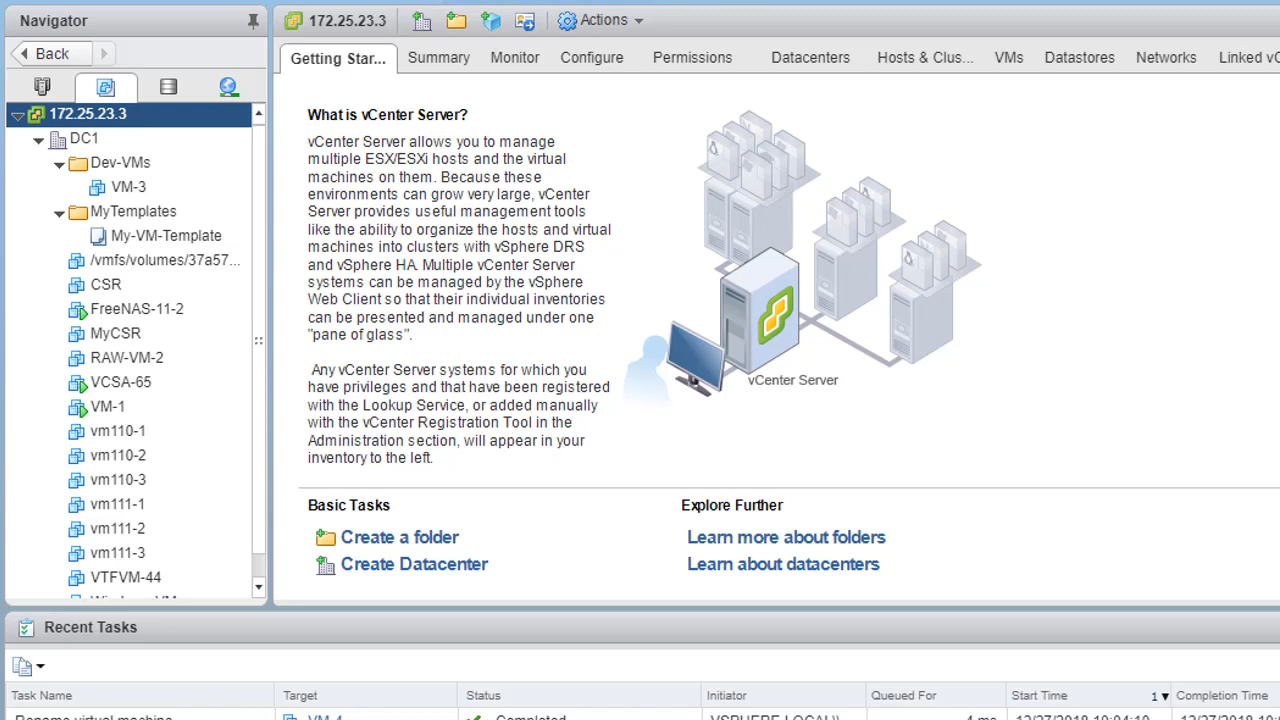 Navigator
172.25.23.3
Actions
Back
Getting Star...
Summary
Monitor
Configure
Permissions
Datacenters
Hosts & Clus...
VMs
Datastores
Networks
Linked vC
172.25.23.3
DC1
Dev-VMs
VM-3
MyTemplates
My-VM-Template
/vmfs/volumes/37a57...
CSR
FreeNAS-11-2
MyCSR
RAW-VM-2
VCSA-65
VM-1
vm110-1
vm110-2
vm110-3
vm111-1
vm111-2
vm111-3
VTFVM-44
What is vCenter Server?
vCenter Server allows you to manage
multiple ESX/ESXi hosts and the virtual
machines on them. Because these
environments can grow very large, vCenter
Server provides useful management tools
like the ability to organize the hosts and virtual
machines into clusters with vSphere DRS
and vSphere HA. Multiple vCenter Server
systems can be managed by the vSphere
Web Client so that their individual inventories
can be presented and managed under one
"pane of glass".
Any vCenter Server systems for which you
have privileges and that have been registered
with the Lookup Service, or added manually
with the vCenter Registration Tool in the
Administration section, will appear in your
inventory to the left.
vCenter Server
Basic Tasks
Create a folder
Create Datacenter
Explore Further
Learn more about folders
Learn about datacenters
Recent Tasks
Task Name
Target
Status
Initiator
Queued For
Start Time
1
Completion Time
Rename virtual machine
VM-4
Completed
4 ms